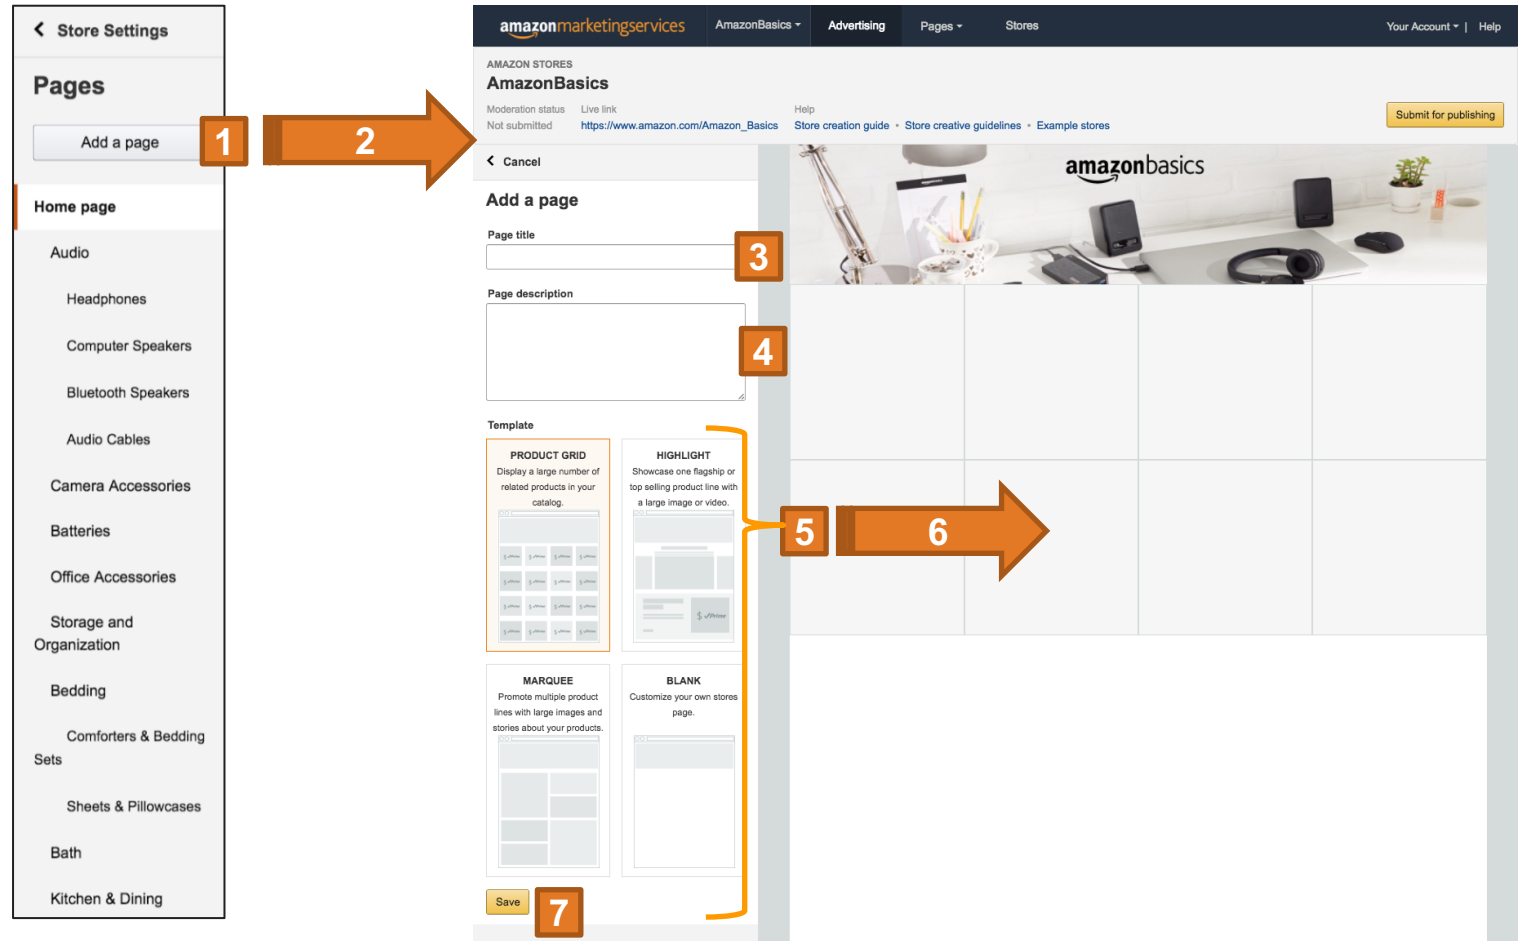 Store Settings
Pages
Add a page
1
2
Home page
Audio
Headphones
Computer Speakers
Bluetooth Speakers
Audio Cables
Camera Accessories
Batteries
Office Accessories
Storage and
Organization
Bedding
Comforters & Bedding
Sets
Sheets & Pillowcases
Bath
Kitchen & Dining
amazonmarketingservices AmazonBasics Advertising Pages Stores Your Account | Help
AMAZON STORES
AmazonBasics
Moderation status Live link Help
Not submitted https://www.amazon.com/Amazon_Basics Store creation guide • Store creative guidelines • Example stores
Submit for publishing
Cancel
Add a page
Page title
3
Page description
4
Template
PRODUCT GRID
Display a large number of
related products in your
catalog.
HIGHLIGHT
Showcase one flagship or
top selling product line with
a large image or video.
$ Prime
5
6
MARQUEE
Promote multiple product
lines with large images and
stories about your products.
BLANK
Customize your own stores
page.
Save
7
amazonbasics